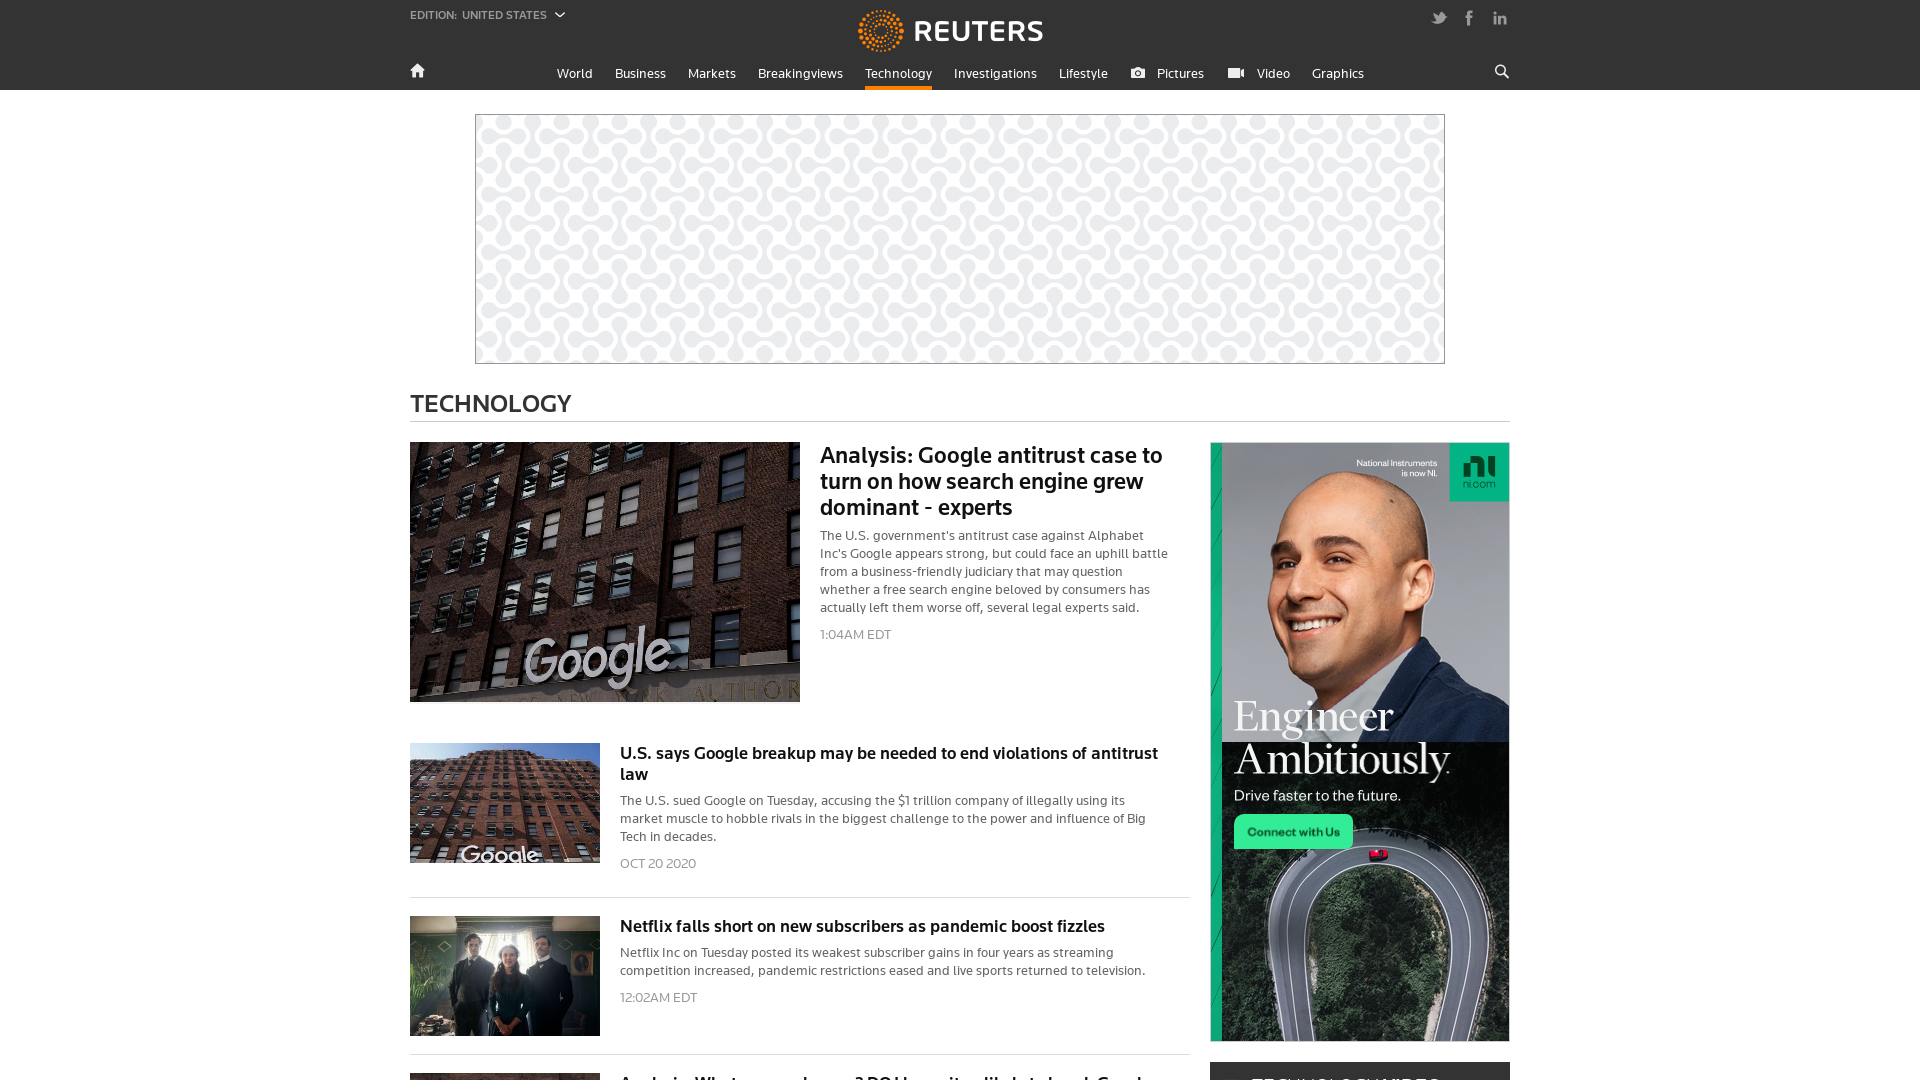 EDITION: UNITED STATES
REUTERS
World Business Markets Breakingviews Technology Investigations Lifestyle Pictures Video Graphics
TECHNOLOGY
Google
Analysis: Google antitrust case to
turn on how search engine grew
dominant - experts
The U.S. government's antitrust case against Alphabet
Inc's Google appears strong, but could face an uphill battle
from a business-friendly judiciary that may question
whether a free search engine beloved by consumers has
actually left them worse off, several legal experts said.
1:04AM EDT
National Instruments
is now NI.
ni
ni.com
Engineer
Ambitiously.
Drive faster to the future.
Connect with Us
Google
U.S. says Google breakup may be needed to end violations of antitrust
law
The U.S. sued Google on Tuesday, accusing the $1 trillion company of illegally using its
market muscle to hobble rivals in the biggest challenge to the power and influence of Big
Tech in decades.
OCT 20 2020
Netflix falls short on new subscribers as pandemic boost fizzles
Netflix Inc on Tuesday posted its weakest subscriber gains in four years as streaming
competition increased, pandemic restrictions eased and live sports returned to television.
12:02AM EDT